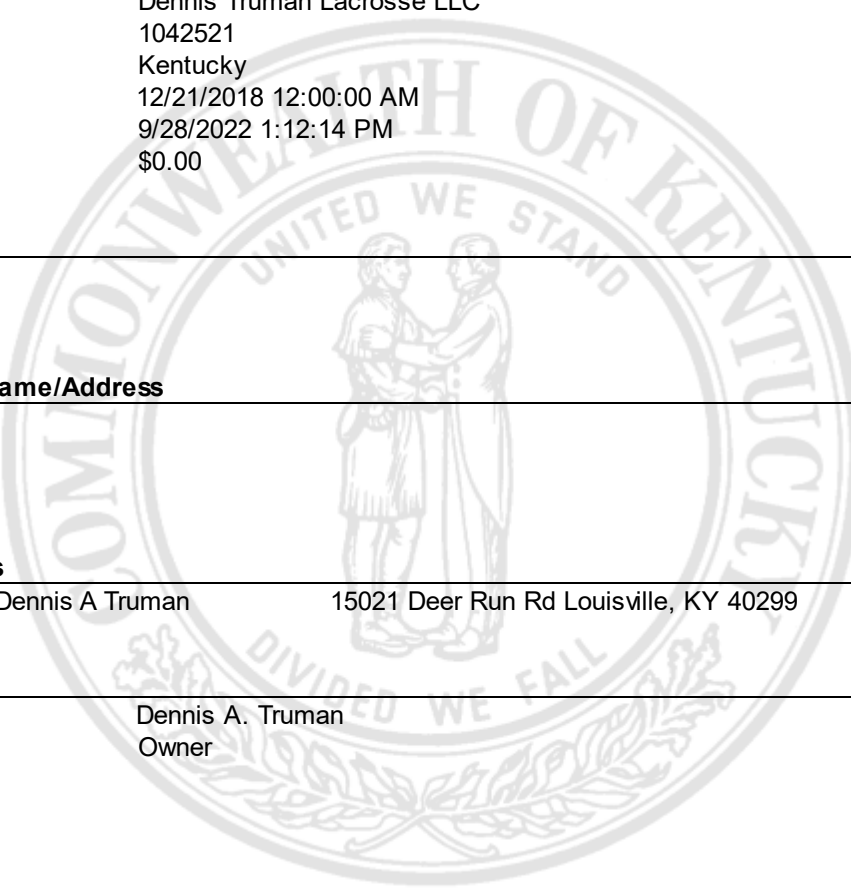 Dennis Truman Lacrosse LLC
1042521
Kentucky
12/21/2018 12:00:00 AM
9/28/2022 1:12:14 PM
$0.00
COMMONWEALTH OF KENTUCKY
UNITED WE STAND
ame/Address
s
Dennis A Truman 15021 Deer Run Rd Louisville, KY 40299
DIVIDED WE FALL
Dennis A. Truman
Owner